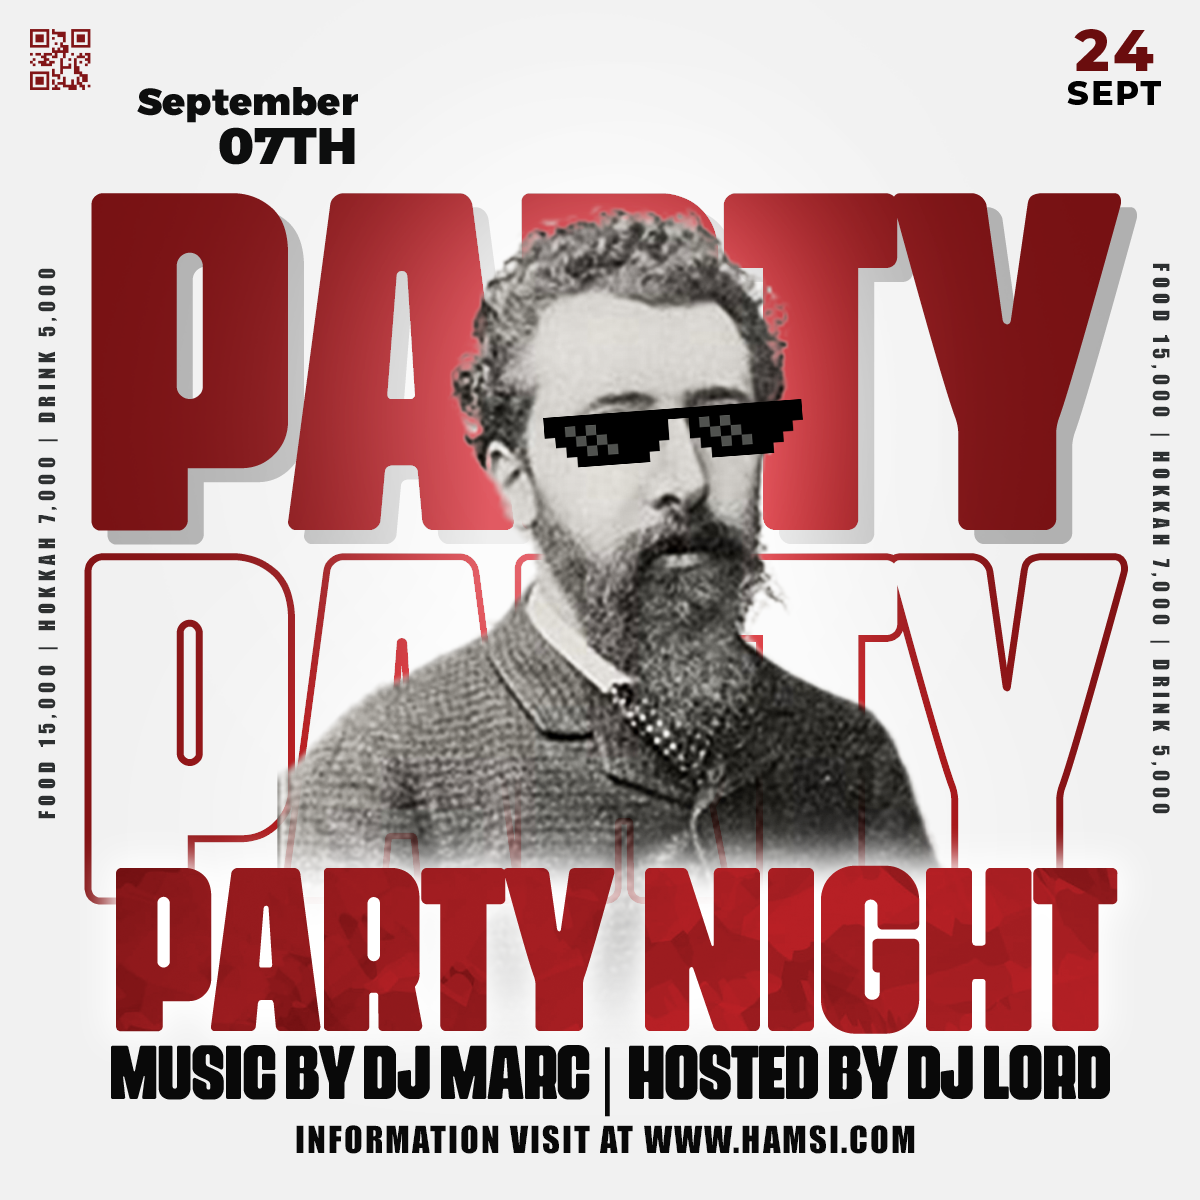 24
SEPT
September
07TH
PARTY
FOOD 15,000 | HOKKAH 7,000 | DRINK 5,000
FOOD 15,000 | HOKKAH 7,000 | DRINK 5,000
PARTY
PARTY NIGHT
MUSIC BY DJ MARC | HOSTED BY DJ LORD
INFORMATION VISIT AT WWW.HAMSI.COM